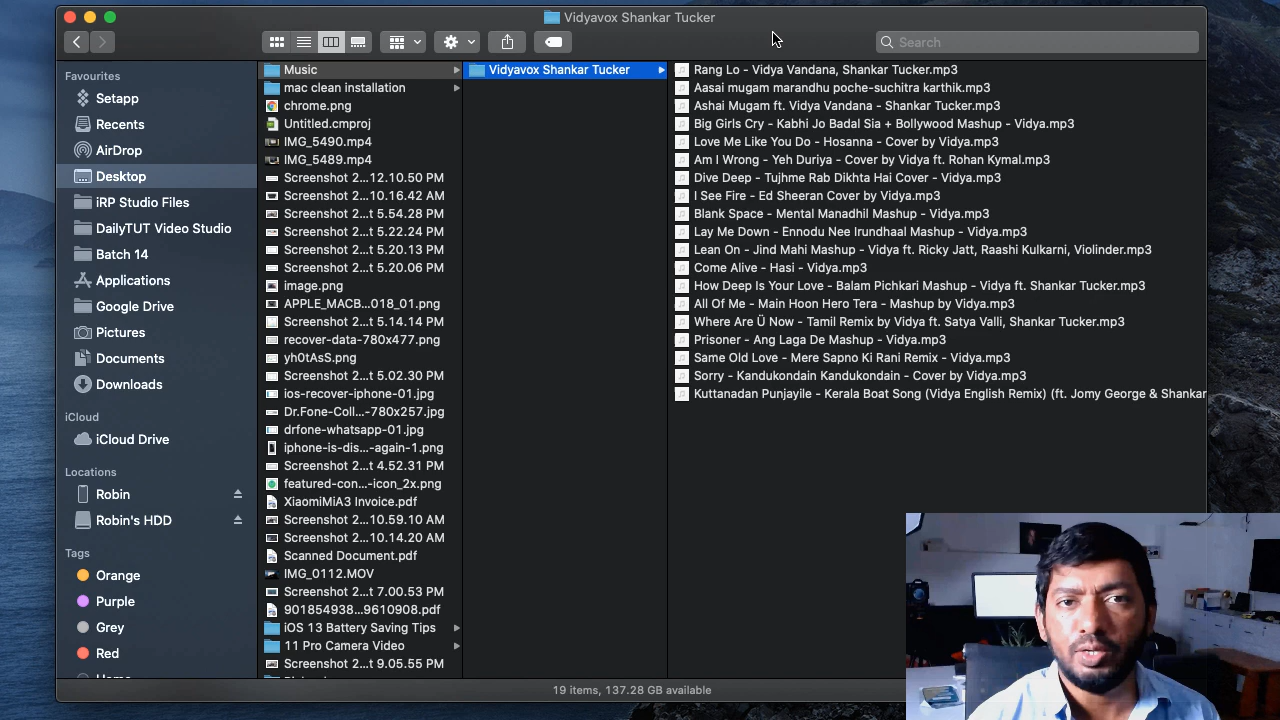 Vidyavox Shankar Tucker
Search
Favourites
Setapp
Recents
AirDrop
Desktop
iRP Studio Files
DailyTUT Video Studio
Batch 14
Applications
Google Drive
Pictures
Documents
Downloads
iCloud
iCloud Drive
Locations
Robin
Robin's HDD
Tags
Orange
Purple
Grey
Red
Music
mac clean installation
chrome.png
Untitled.cmproj
IMG_5490.mp4
IMG_5489.mp4
Screenshot 2...12.10.50 PM
Screenshot 2...10.16.42 AM
Screenshot 2...t 5.54.28 PM
Screenshot 2...t 5.22.24 PM
Screenshot 2...t 5.20.13 PM
Screenshot 2...t 5.20.06 PM
image.png
APPLE_MACB...018_01.png
Screenshot 2...t 5.14.14 PM
recover-data-780x477.png
yh0tAsS.png
Screenshot 2...t 5.02.30 PM
ios-recover-iphone-01.jpg
Dr.Fone-Coll...-780x257.jpg
drfone-whatsapp-01.jpg
iphone-is-dis...-again-1.png
Screenshot 2...t 4.52.31 PM
featured-con...-icon_2x.png
XiaomiMiA3 Invoice.pdf
Screenshot 2...10.59.10 AM
Screenshot 2...10.14.20 AM
Scanned Document.pdf
IMG_0112.MOV
Screenshot 2...t 7.00.53 PM
901854938...9610908.pdf
iOS 13 Battery Saving Tips
11 Pro Camera Video
Screenshot 2...t 9.05.55 PM
Vidyavox Shankar Tucker
Rang Lo - Vidya Vandana, Shankar Tucker.mp3
Aasai mugam marandhu poche-suchitra karthik.mp3
Ashai Mugam ft. Vidya Vandana - Shankar Tucker.mp3
Big Girls Cry - Kabhi Jo Badal Sia + Bollywood Mashup - Vidya.mp3
Love Me Like You Do - Hosanna - Cover by Vidya.mp3
Am I Wrong - Yeh Duriya - Cover by Vidya ft. Rohan Kymal.mp3
Dive Deep - Tujhme Rab Dikhta Hai Cover - Vidya.mp3
I See Fire - Ed Sheeran Cover by Vidya.mp3
Blank Space - Mental Manadhil Mashup - Vidya.mp3
Lay Me Down - Ennodu Nee Irundhaal Mashup - Vidya.mp3
Lean On - Jind Mahi Mashup - Vidya ft. Ricky Jatt, Raashi Kulkarni, Violinder.mp3
Come Alive - Hasi - Vidya.mp3
How Deep Is Your Love - Balam Pichkari Mashup - Vidya ft. Shankar Tucker.mp3
All Of Me - Main Hoon Hero Tera - Mashup by Vidya.mp3
Where Are Ü Now - Tamil Remix by Vidya ft. Satya Valli, Shankar Tucker.mp3
Prisoner - Ang Laga De Mashup - Vidya.mp3
Same Old Love - Mere Sapno Ki Rani Remix - Vidya.mp3
Sorry - Kandukondain Kandukondain - Cover by Vidya.mp3
Kuttanadan Punjayile - Kerala Boat Song (Vidya English Remix) (ft. Jomy George & Shankar
19 items, 137.28 GB available